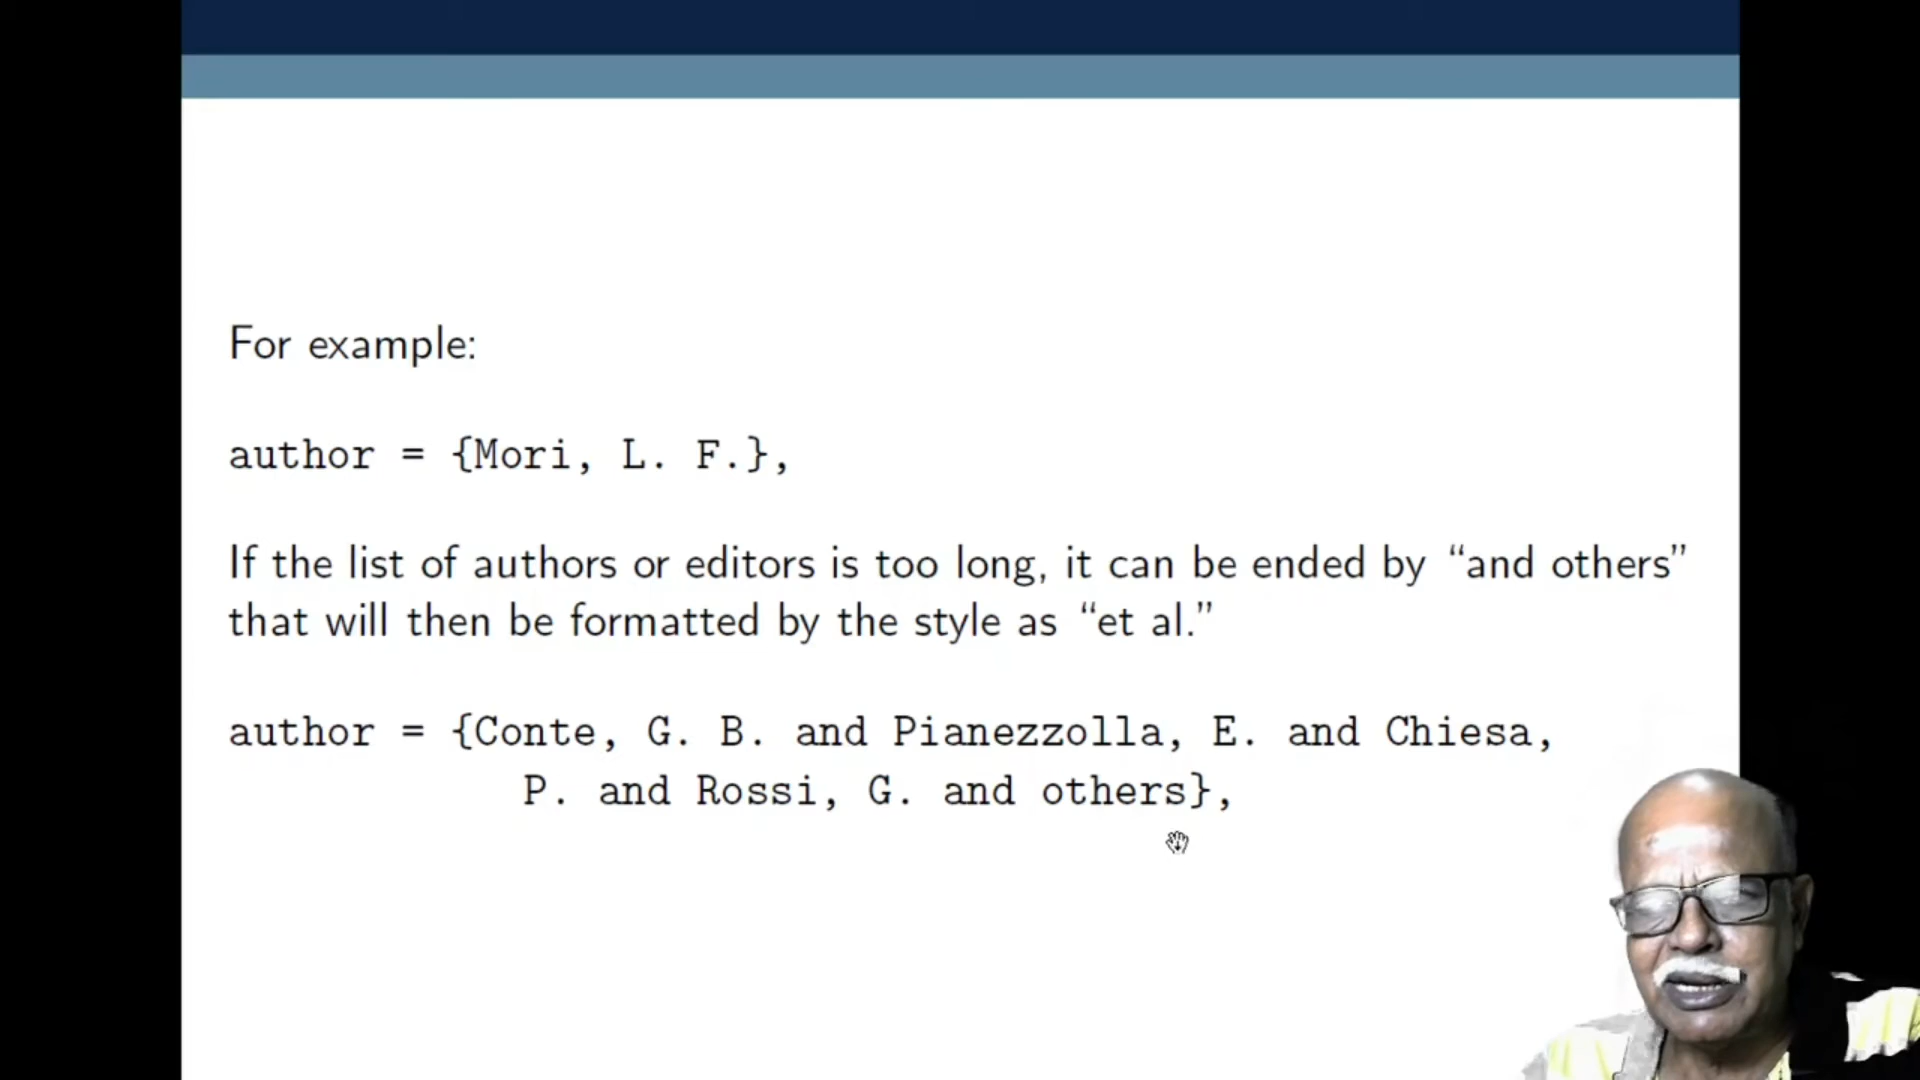 For example:
author = {Mori, L. F.},
If the list of authors or editors is too long, it can be ended by “and others”
that will then be formatted by the style as “et al.”
author = {Conte, G. B. and Pianezzolla, E. and Chiesa,
P. and Rossi, G. and others},